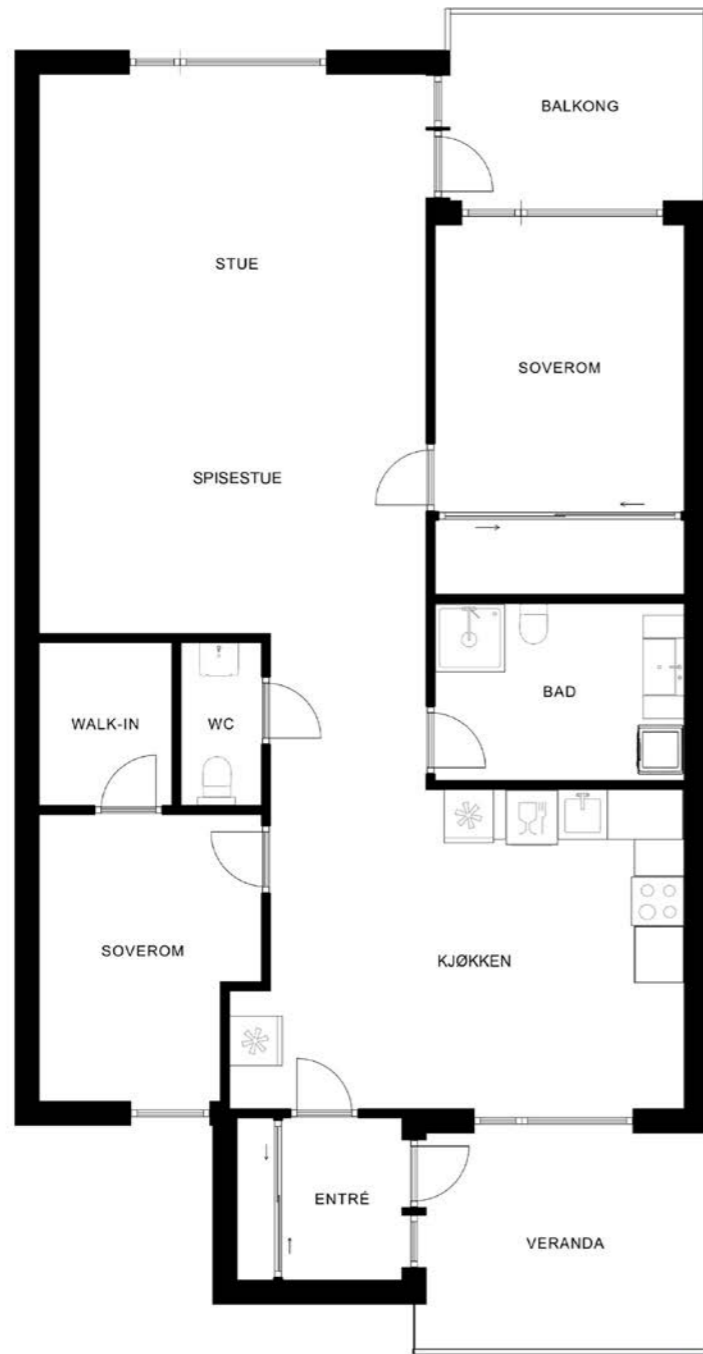 BALKONG
STUE
SOVEROM
SPISESTUE
BAD
WALK-IN
WC
SOVEROM
KJØKKEN
ENTRÉ
VERANDA